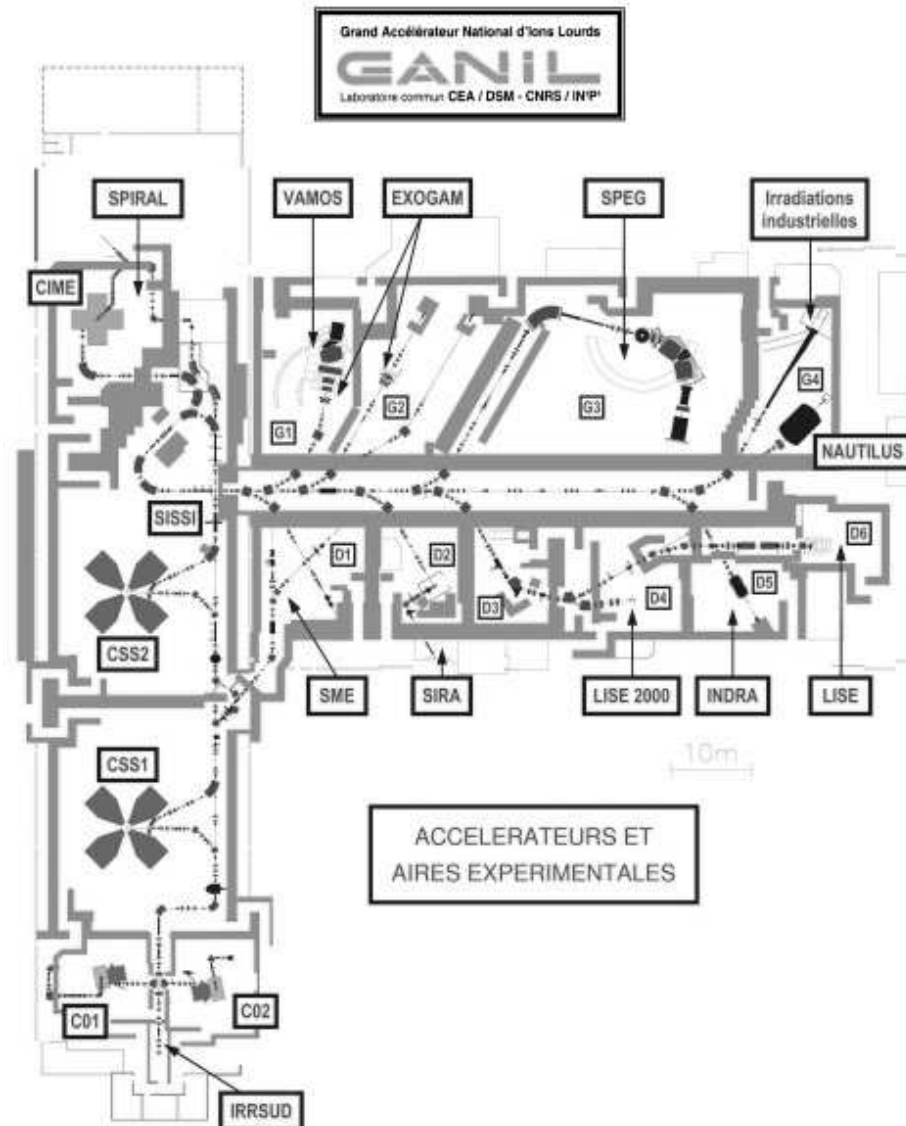 Grand Accélérateur National d'Ions Lourds
GANIL
Laboratoire commun CEA / DSM - CNRS / IN²P³
SPIRAL
VAMOS
EXOGAM
SPEG
Irradiations
industrielles
CIME
G1
G2
G3
G4
NAUTILUS
SISSI
D1
D2
D3
D4
D5
D6
CSS2
SME
SIRA
LISE 2000
INDRA
LISE
CSS1
10m
ACCELERATEURS ET
AIRES EXPERIMENTALES
C01
C02
IRRSUD